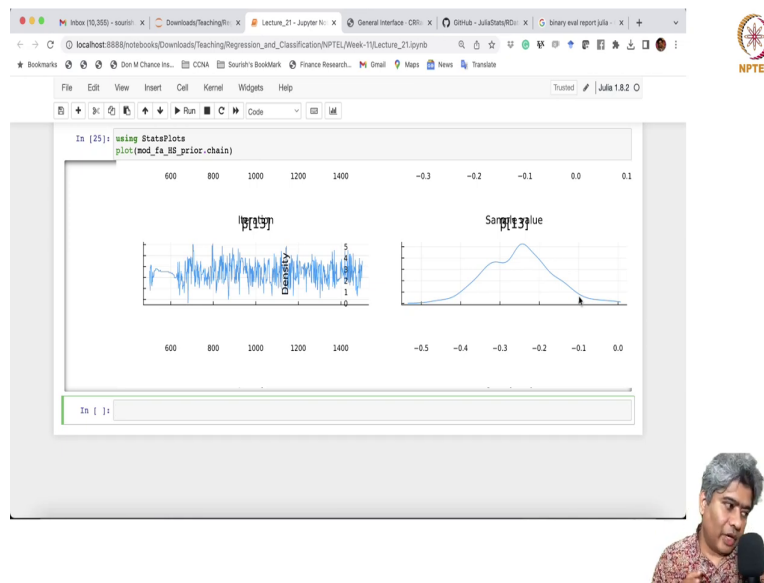 Inbox (10,355) - sourish. x
Downloads/Teaching/Reg x
Lecture_21 - Jupyter No x
General Interface - CRRa x
GitHub - JuliaStats/RDat x
binary eval report julia - x
localhost:8888/notebooks/Downloads/Teaching/Regression_and_Classification/NPTEL/Week-11/Lecture_21.ipynb
Bookmarks Don M Chance Ins... CCNA Sourish's BookMark Finance Research... Gmail Maps News Translate
File Edit View Insert Cell Kernel Widgets Help Trusted Julia 1.8.2
Run Code
In [25]: using StatsPlots
plot(mod_fa_HS_prior.chain)
600 800 1000 1200 1400 -0.3 -0.2 -0.1 0.0 0.1
Iteration Sample value
β[13] β[13]
Density
5
4
3
2
1
0
600 800 1000 1200 1400 -0.5 -0.4 -0.3 -0.2 -0.1 0.0
In [ ]:
NPTEL